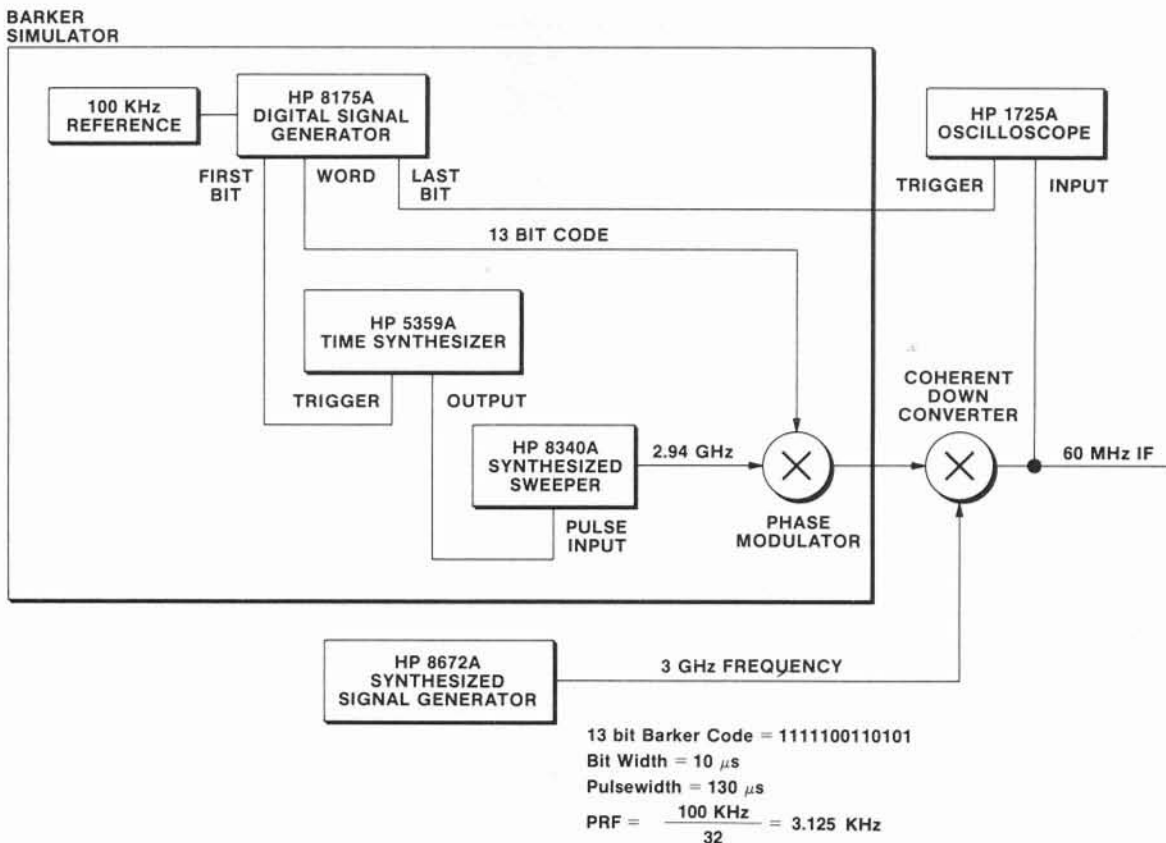 BARKER
SIMULATOR
100 KHz
REFERENCE
HP 8175A
DIGITAL SIGNAL
GENERATOR
HP 1725A
OSCILLOSCOPE
FIRST
BIT
WORD
LAST
BIT
TRIGGER
INPUT
13 BIT CODE
HP 5359A
TIME SYNTHESIZER
TRIGGER
OUTPUT
COHERENT
DOWN
CONVERTER
HP 8340A
SYNTHESIZED
SWEEPER
2.94 GHz
60 MHz IF
PULSE
INPUT
PHASE
MODULATOR
HP 8672A
SYNTHESIZED
SIGNAL GENERATOR
3 GHz FREQUENCY
13 bit Barker Code = 1111100110101
Bit Width = 10 μs
Pulsewidth = 130 μs
PRF = 100 KHz / 32 = 3.125 KHz